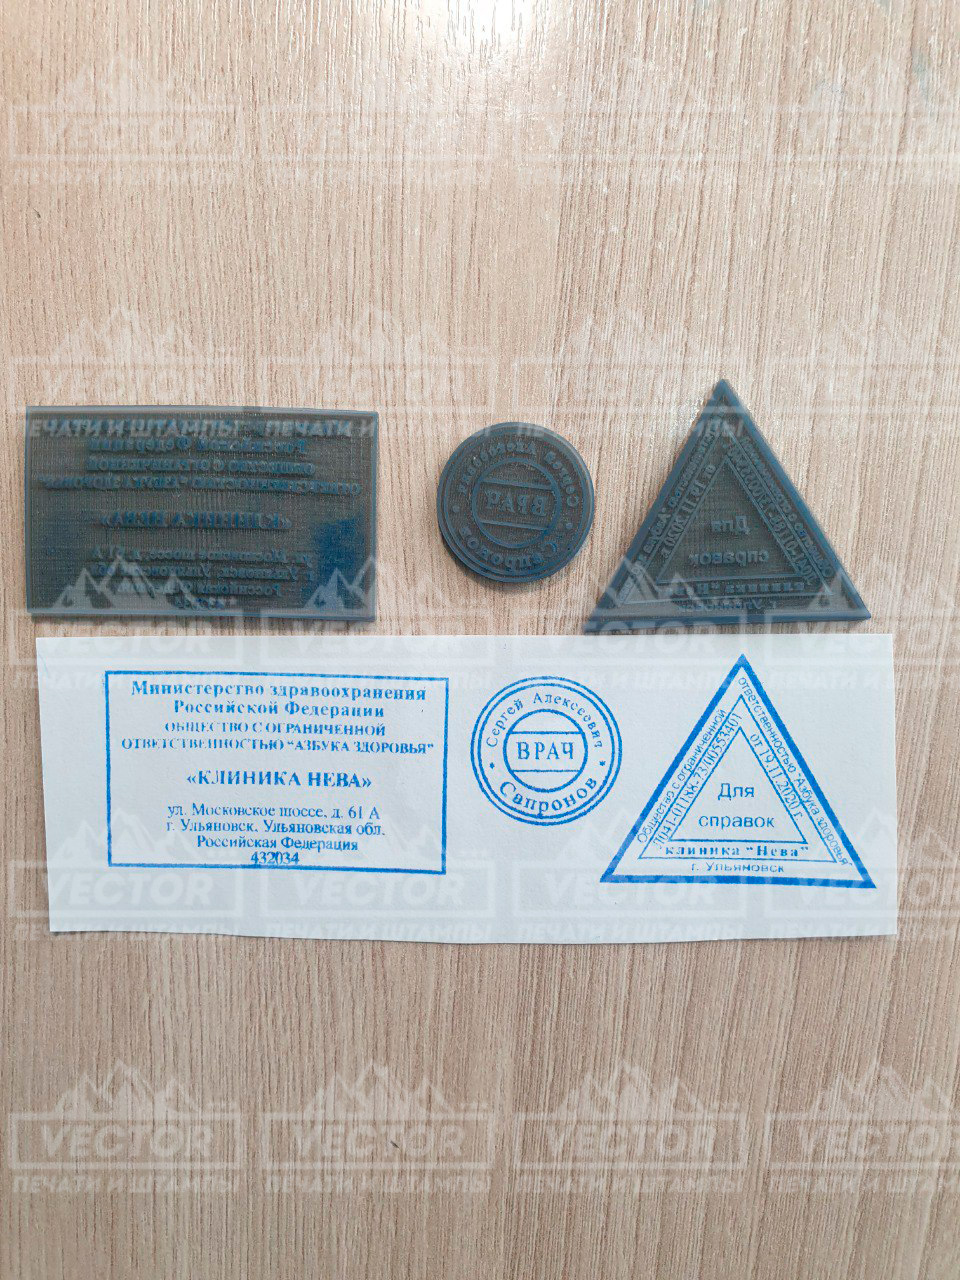 VECTOR
ПЕЧАТИ И ШТАМПЫ
Министерство здравоохранения
Российской Федерации
ОБЩЕСТВО С ОГРАНИЧЕННОЙ
ОТВЕТСТВЕННОСТЬЮ "АЗБУКА ЗДОРОВЬЯ"
«КЛИНИКА НЕВА»
ул. Московское шоссе, д. 61 А
г. Ульяновск, Ульяновская обл.
Российская Федерация
432034
Сергей Алексеевич
ВРАЧ
Сапронов
Общество с ограниченной
ответственностью "Азбука здоровья"
г. Ульяновск
от 19.11.2020 г.
клиника "Нева"
Для
справок